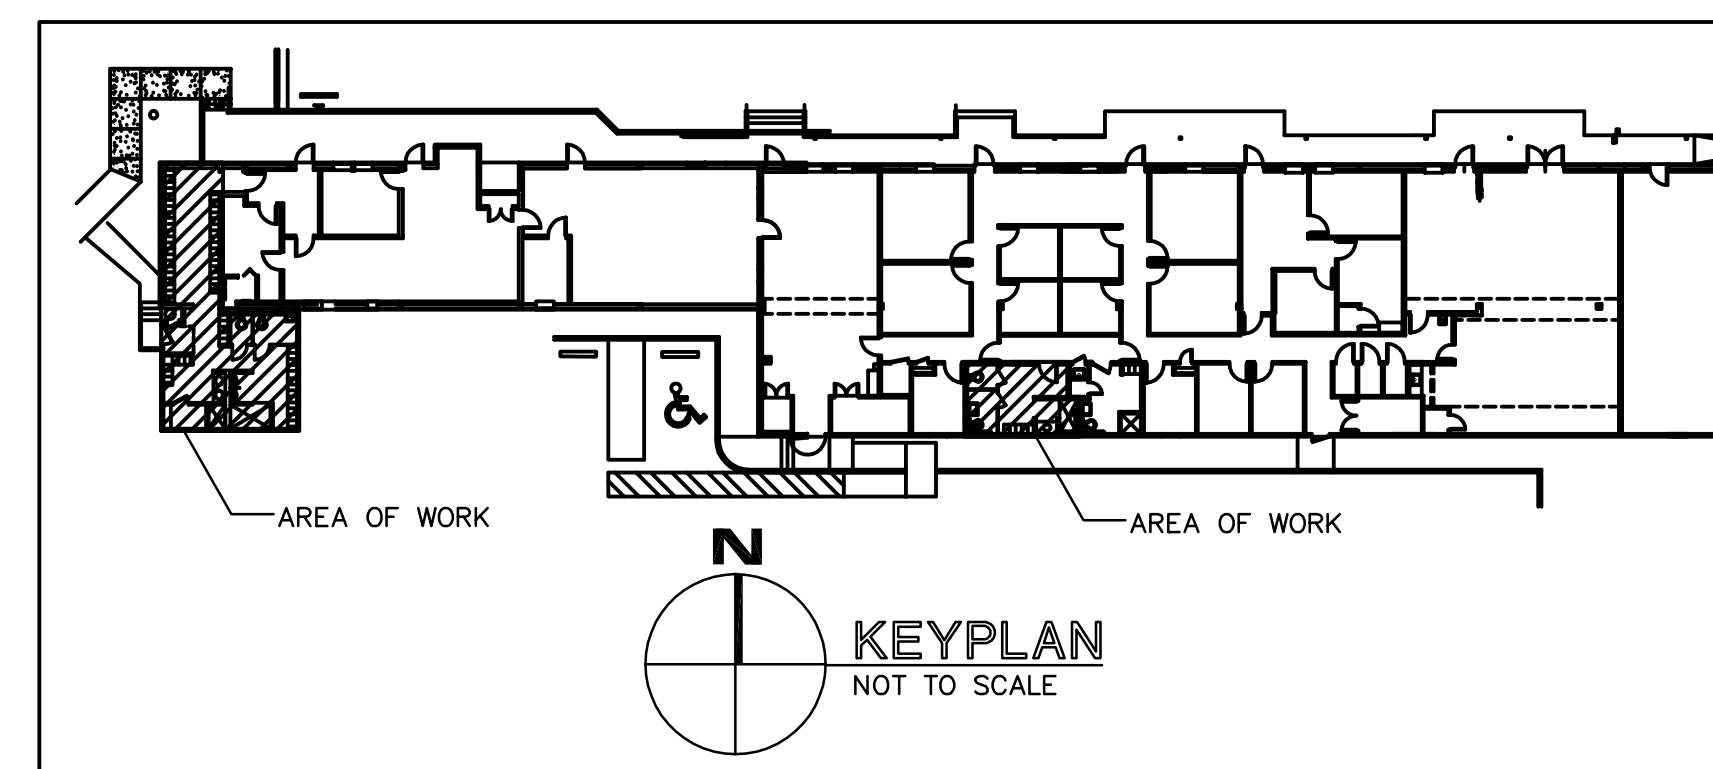 AREA OF WORK
AREA OF WORK
N
KEYPLAN
NOT TO SCALE